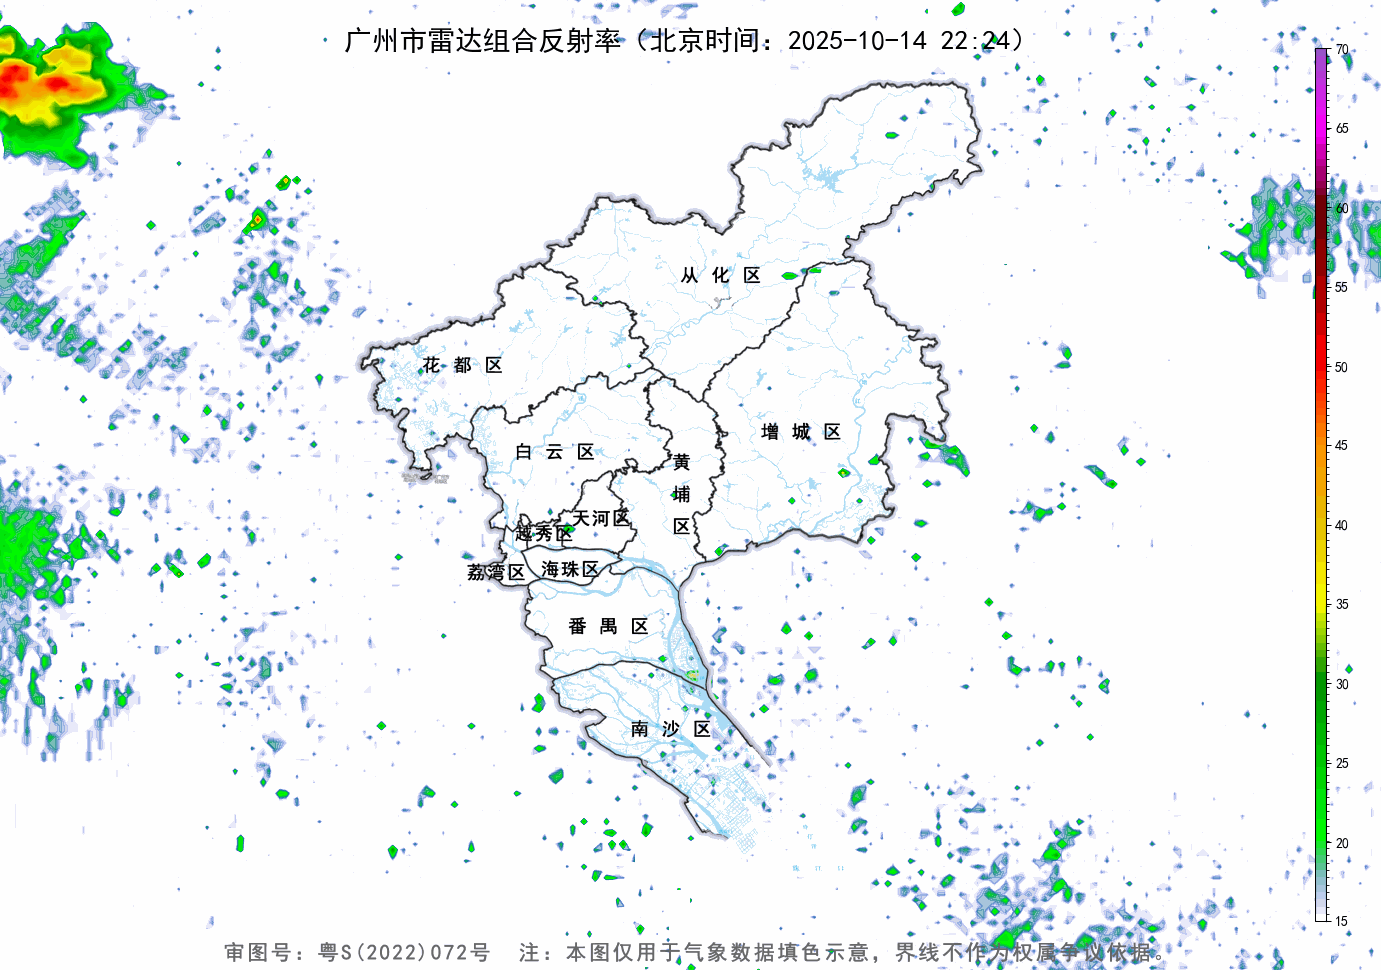 广州市雷达组合反射率（北京时间：2025-10-14 22:24）
70
65
60
55
50
45
40
35
30
25
20
15
从化区
花都区
增城区
白云区
黄埔区
天河区
越秀区
荔湾区
海珠区
番禺区
南沙区
审图号：粤S(2022)072号 注：本图仅用于气象数据填色示意，界线不作为权属争议依据。